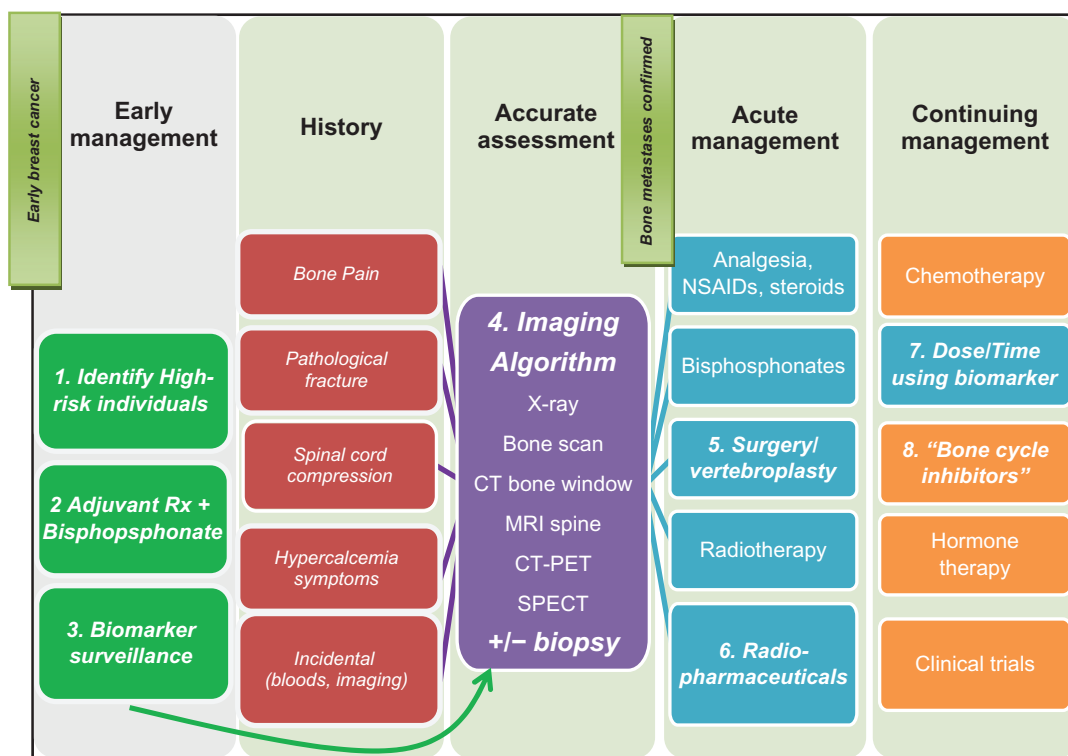 Early breast cancer
Early
management
1. Identify High-
risk individuals
2 Adjuvant Rx +
Bisphopsphonate
3. Biomarker
surveillance
History
Bone Pain
Pathological
fracture
Spinal cord
compression
Hypercalcemia
symptoms
Incidental
(bloods, imaging)
Accurate
assessment
4. Imaging
Algorithm
X-ray
Bone scan
CT bone window
MRI spine
CT-PET
SPECT
+/− biopsy
Bone metastases confirmed
Acute
management
Analgesia,
NSAIDs, steroids
Bisphosphonates
5. Surgery/
vertebroplasty
Radiotherapy
6. Radio-
pharmaceuticals
Continuing
management
Chemotherapy
7. Dose/Time
using biomarker
8. “Bone cycle
inhibitors”
Hormone
therapy
Clinical trials